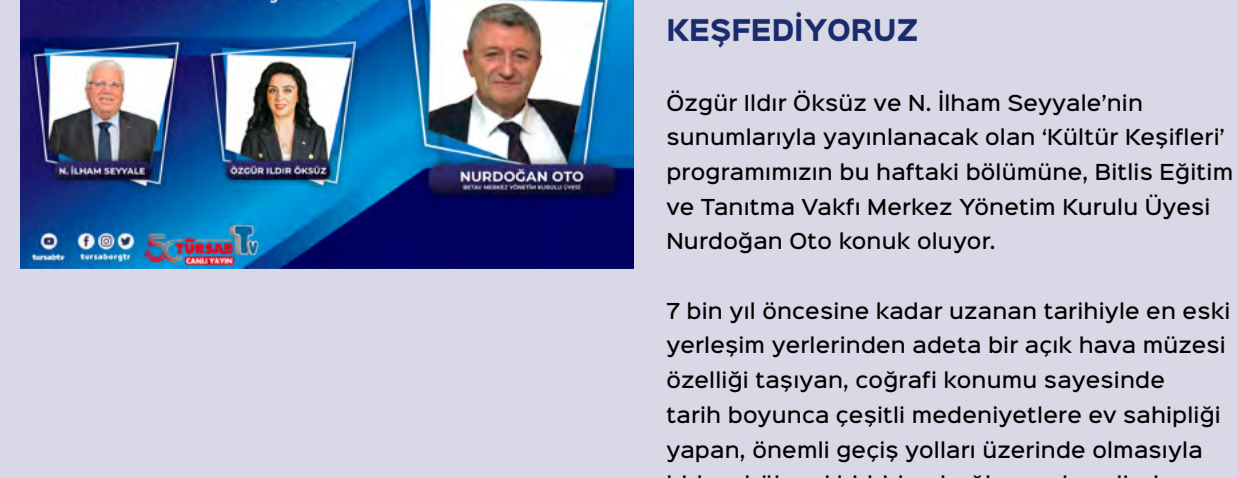 N. İLHAM SEYYALE
ÖZGÜR ILDIR ÖKSÜZ
NURDOĞAN OTO
BETAV MERKEZ YÖNETİM KURULU ÜYESİ
tursabtv
tursaborgtr
50 TÜRSAB TV
CANLI YAYIN
KEŞFEDİYORUZ
Özgür Ildır Öksüz ve N. İlham Seyyale’nin
sunumlarıyla yayınlanacak olan ‘Kültür Keşifleri’
programımızın bu haftaki bölümüne, Bitlis Eğitim
ve Tanıtma Vakfı Merkez Yönetim Kurulu Üyesi
Nurdoğan Oto konuk oluyor.
7 bin yıl öncesine kadar uzanan tarihiyle en eski
yerleşim yerlerinden adeta bir açık hava müzesi
özelliği taşıyan, coğrafi konumu sayesinde
tarih boyunca çeşitli medeniyetlere ev sahipliği
yapan, önemli geçiş yolları üzerinde olmasıyla